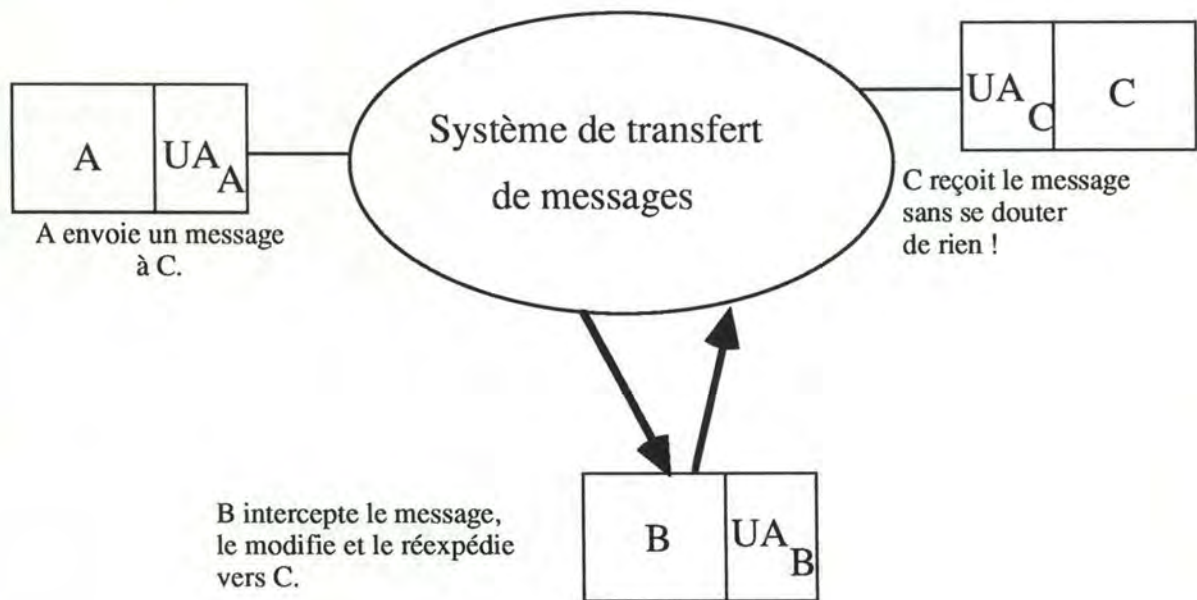 Système de transfert
de messages
A
UA A
A envoie un message
à C.
UA C
C
C reçoit le message
sans se douter
de rien !
B intercepte le message,
le modifie et le réexpédie
vers C.
B
UA B